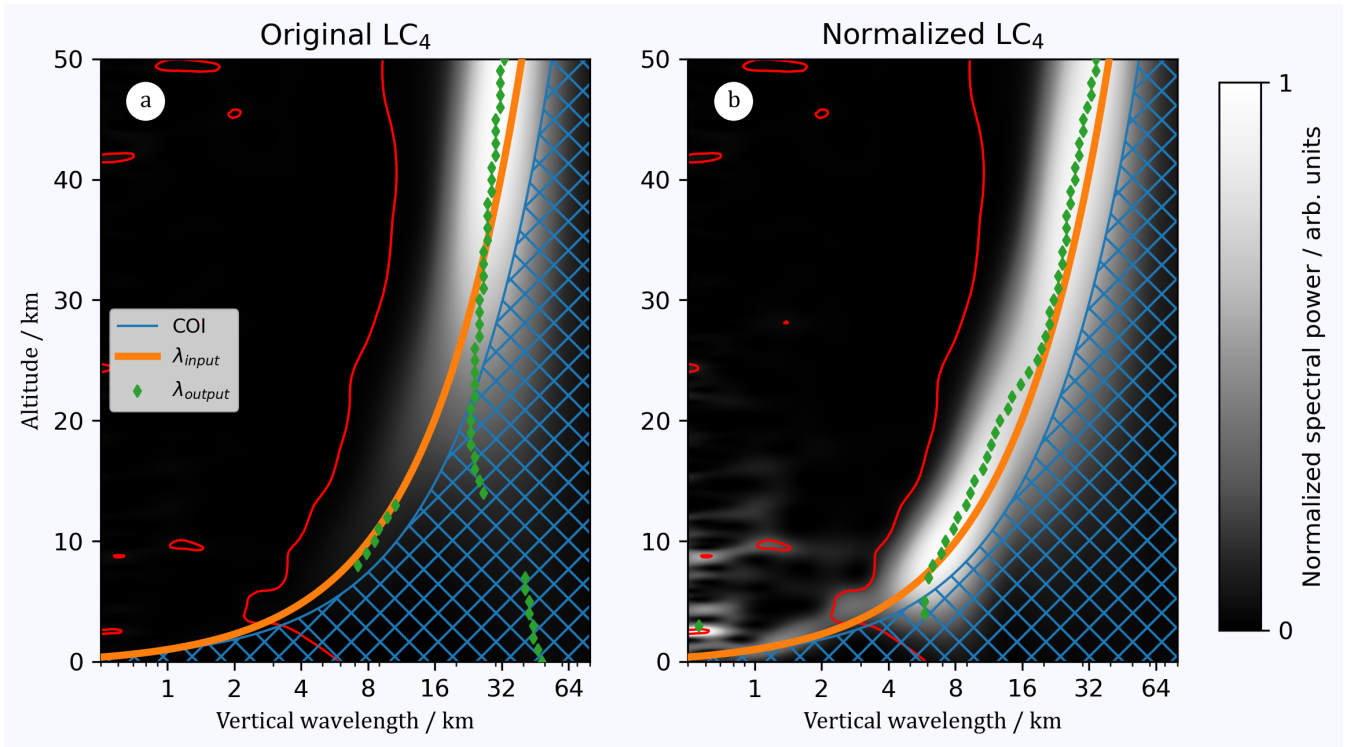 Original LC₄
Normalized LC₄
a
b
50
40
30
20
10
0
Altitude / km
COI
λinput
λoutput
1 2 4 8 16 32 64
Vertical wavelength / km
50
40
30
20
10
0
1 2 4 8 16 32 64
Vertical wavelength / km
1
0
Normalized spectral power / arb. units